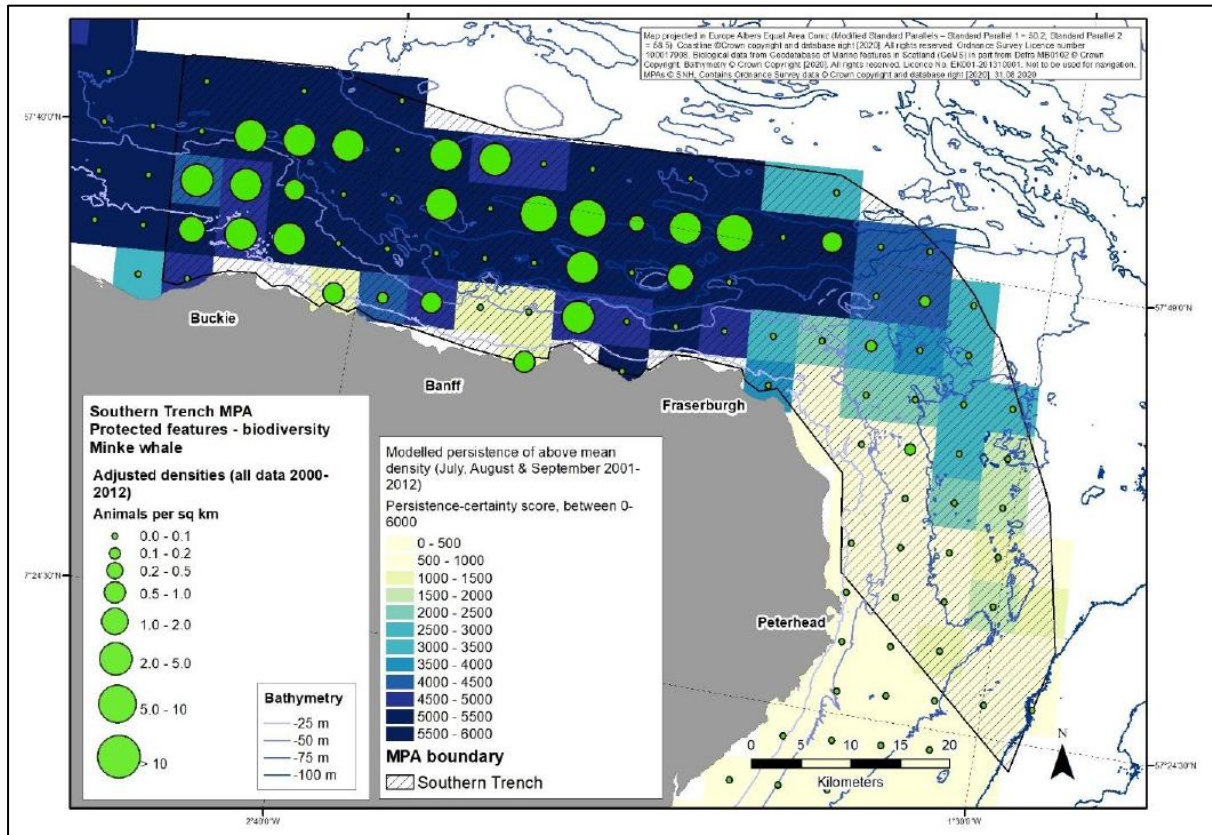 Map projected in Europe Albers Equal Area Conic (Modified Standard Parallels – Standard Parallel 1 = 50.2, Standard Parallel 2
= 58.5). Coastline ©Crown copyright and database right [2020]. All rights reserved. Ordnance Survey Licence number
100017908. Biological data from Geodatabase of Marine features in Scotland (GeMS) in part from Defra MB0102 © Crown
Copyright. Bathymetry © Crown Copyright [2020]. All rights reserved. Licence No. EK001-201310001. Not to be used for navigation.
MPAs © SNH, Contains Ordnance Survey data © Crown copyright and database right [2020]. 31.08.2020
57°49'0"N
Buckie
Banff
Fraserburgh
Peterhead
Southern Trench MPA
Protected features - biodiversity
Minke whale
Adjusted densities (all data 2000-
2012)
Animals per sq km
0.0 - 0.1
0.1 - 0.2
0.2 - 0.5
0.5 - 1.0
1.0 - 2.0
2.0 - 5.0
5.0 - 10
> 10
Bathymetry
-25 m
-50 m
-75 m
-100 m
Modelled persistence of above mean
density (July, August & September 2001-
2012)
Persistence-certainty score, between 0-
6000
0 - 500
500 - 1000
1000 - 1500
1500 - 2000
2000 - 2500
2500 - 3000
3000 - 3500
3500 - 4000
4000 - 4500
4500 - 5000
5000 - 5500
5500 - 6000
MPA boundary
Southern Trench
0 5 10 15 20
Kilometers
N
57°49'0"N
7°24'30"N
57°24'30"N
2°40'0"W
1°30'0"W